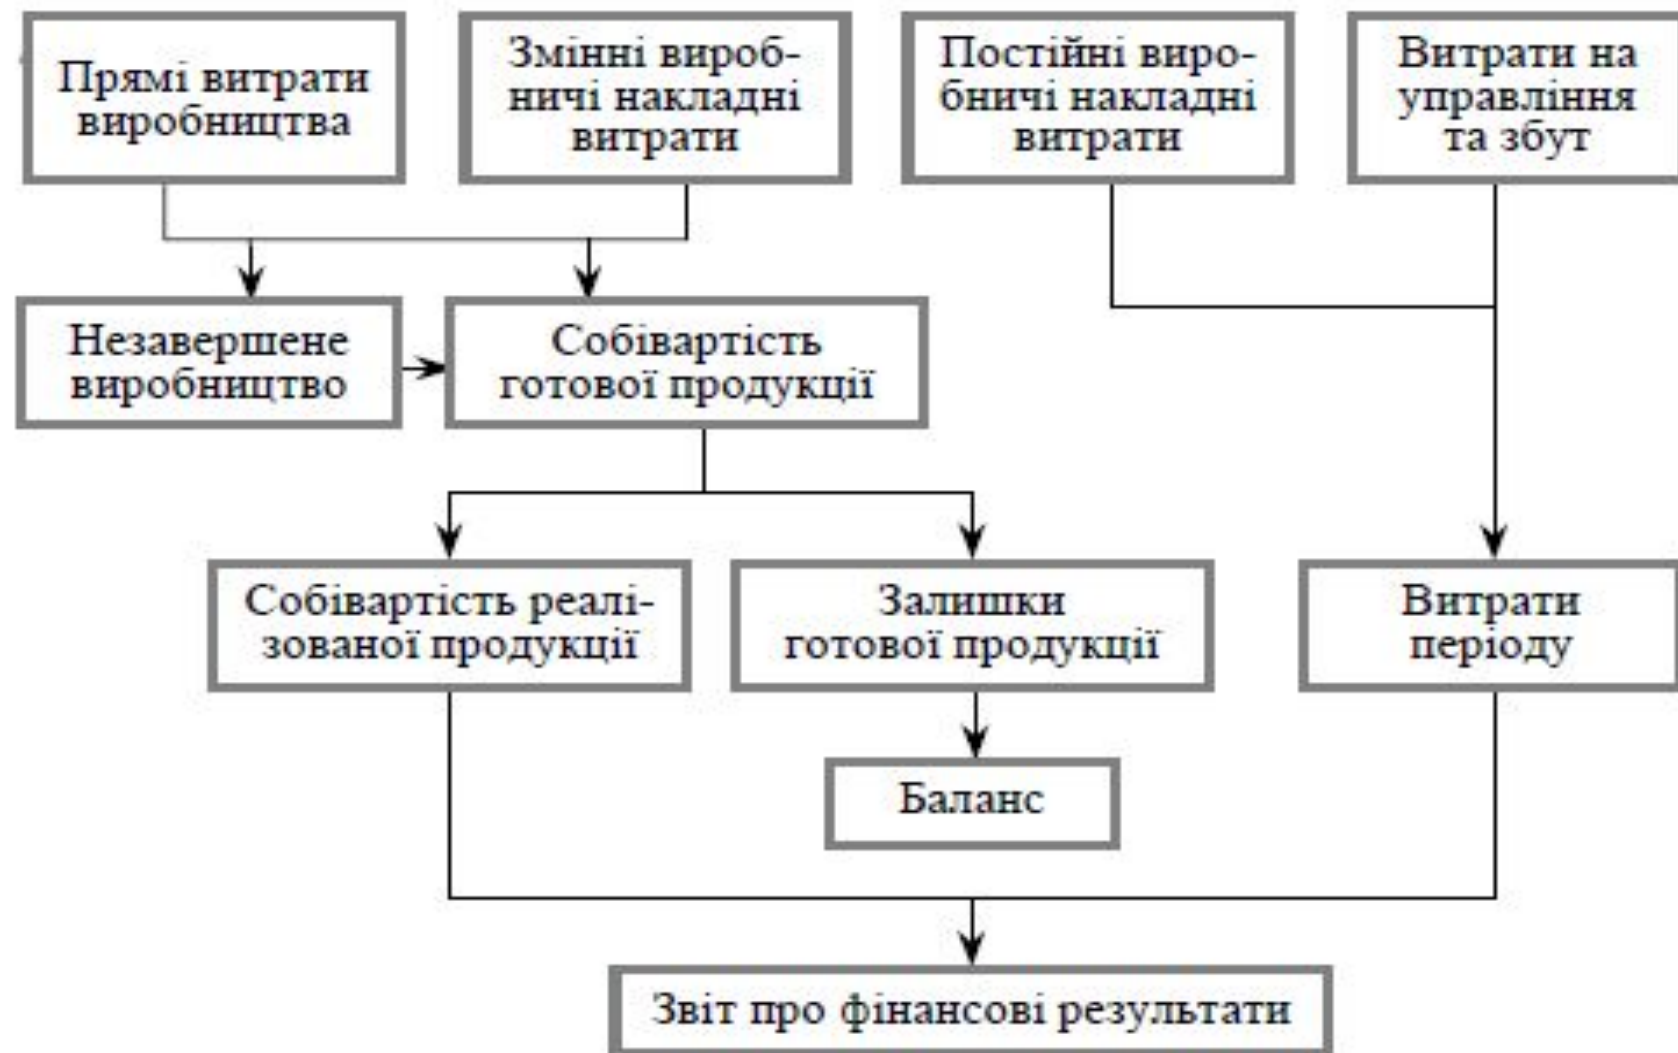 Прямі витрати
виробництва
Змінні вироб-
ничі накладні
витрати
Постійні виро-
бничі накладні
витрати
Витрати на
управління
та збут
Незавершене
виробництво
Собівартість
готової продукції
Собівартість реалі-
зованої продукції
Залишки
готової продукції
Витрати
періоду
Баланс
Звіт про фінансові результати